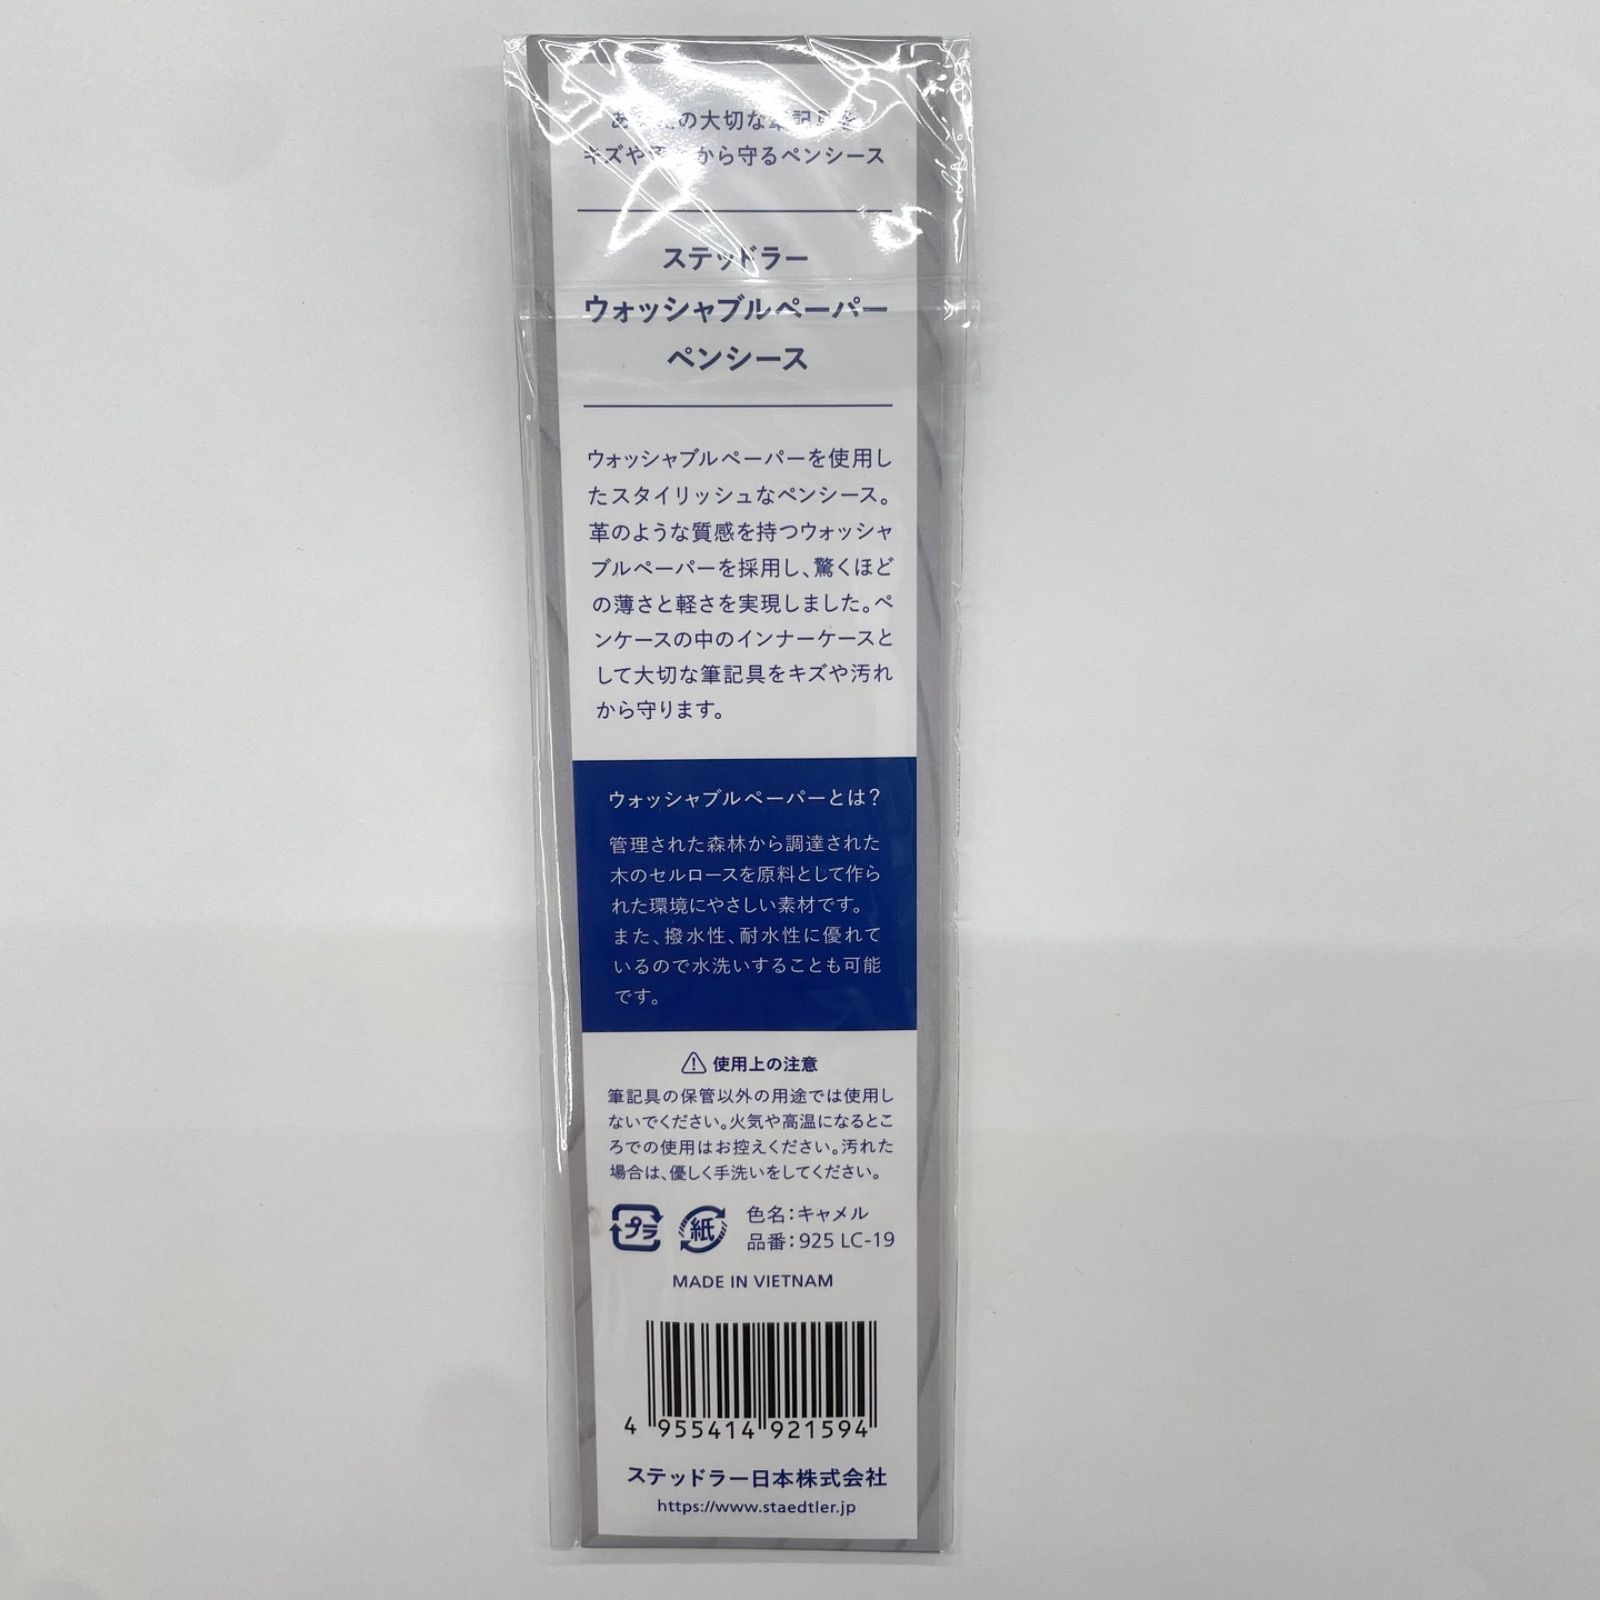 の大切な筆記具を
キズや から守るペンシース
ステッドラー
ウォッシャブルペーパー
ペンシース
ウォッシャブルペーパーを使用し
たスタイリッシュなペンシース。
革のような質感を持つウォッシャ
ブルペーパーを採用し、驚くほど
の薄さと軽さを実現しました。ペ
ンケースの中のインナーケースと
して大切な筆記具をキズや汚れ
から守ります。
ウォッシャブルペーパーとは？
管理された森林から調達された
木のセルロースを原料として作ら
れた環境にやさしい素材です。
また、撥水性、耐水性に優れて
いるので水洗いすることも可能
です。
使用上の注意
筆記具の保管以外の用途では使用し
ないでください。火気や高温になるとこ
ろでの使用はお控えください。汚れた
場合は、優しく手洗いをしてください。
プラ 紙 色名：キャメル
品番：925 LC-19
MADE IN VIETNAM
4 955414 921594
ステッドラー日本株式会社
https://www.staedtler.jp